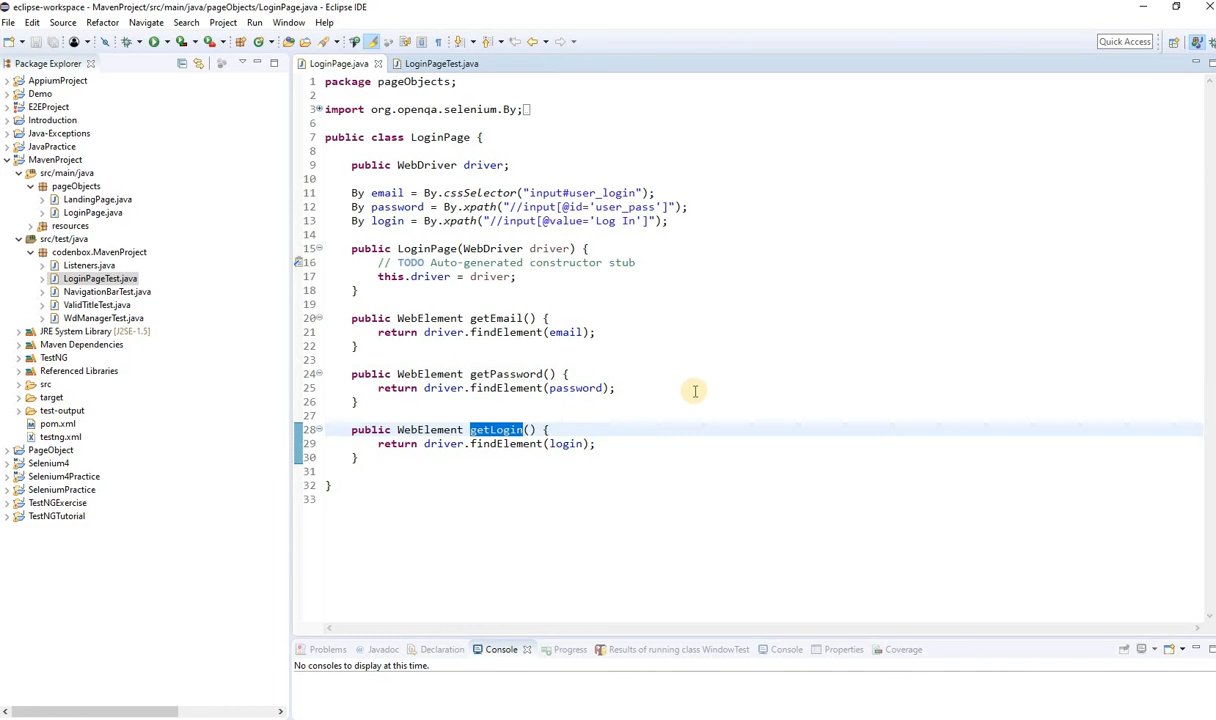 eclipse-workspace - MavenProject/src/main/java/pageObjects/LoginPage.java - Eclipse IDE
File Edit Source Refactor Navigate Search Project Run Window Help
Quick Access
Package Explorer
AppiumProject
Demo
E2EProject
Introduction
Java-Exceptions
JavaPractice
MavenProject
src/main/java
pageObjects
LandingPage.java
LoginPage.java
resources
src/test/java
codenbox.MavenProject
Listeners.java
LoginPageTest.java
NavigationBarTest.java
ValidTitleTest.java
WdManagerTest.java
JRE System Library [J2SE-1.5]
Maven Dependencies
TestNG
Referenced Libraries
src
target
test-output
pom.xml
testng.xml
PageObject
Selenium4
Selenium4Practice
SeleniumPractice
TestNGExercise
TestNGTutorial
LoginPage.java LoginPageTest.java
1 package pageObjects;
2
3 import org.openqa.selenium.By;
6
7 public class LoginPage {
8
9 public WebDriver driver;
10
11 By email = By.cssSelector("input#user_login");
12 By password = By.xpath("//input[@id='user_pass']");
13 By login = By.xpath("//input[@value='Log In']");
14
15 public LoginPage(WebDriver driver) {
16 // TODO Auto-generated constructor stub
17 this.driver = driver;
18 }
19
20 public WebElement getEmail() {
21 return driver.findElement(email);
22 }
23
24 public WebElement getPassword() {
25 return driver.findElement(password);
26 }
27
28 public WebElement getLogin() {
29 return driver.findElement(login);
30 }
31
32 }
33
Problems Javadoc Declaration Console Progress Results of running class WindowTest Console Properties Coverage
No consoles to display at this time.